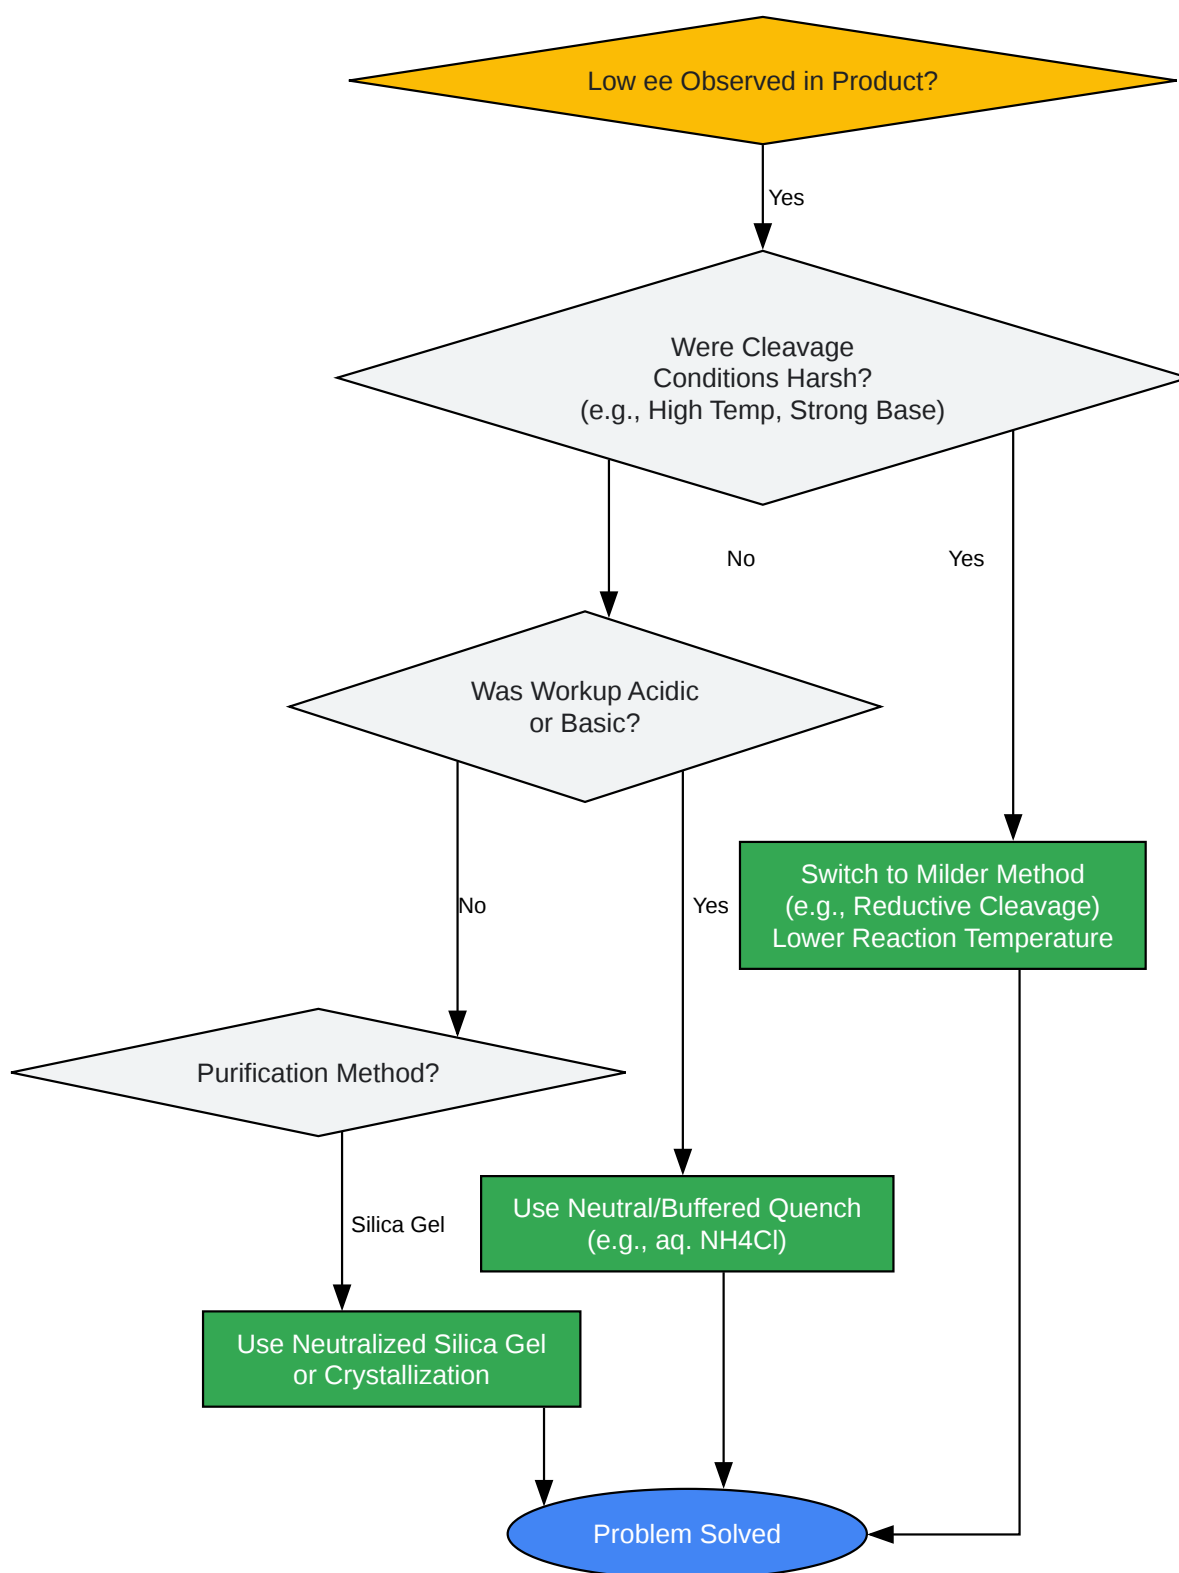 Low ee Observed in Product?
Yes
Were Cleavage
Conditions Harsh?
(e.g., High Temp, Strong Base)
No
Yes
Was Workup Acidic
or Basic?
Switch to Milder Method
(e.g., Reductive Cleavage)
Lower Reaction Temperature
No
Yes
Purification Method?
Use Neutral/Buffered Quench
(e.g., aq. NH4Cl)
Silica Gel
Use Neutralized Silica Gel
or Crystallization
Problem Solved